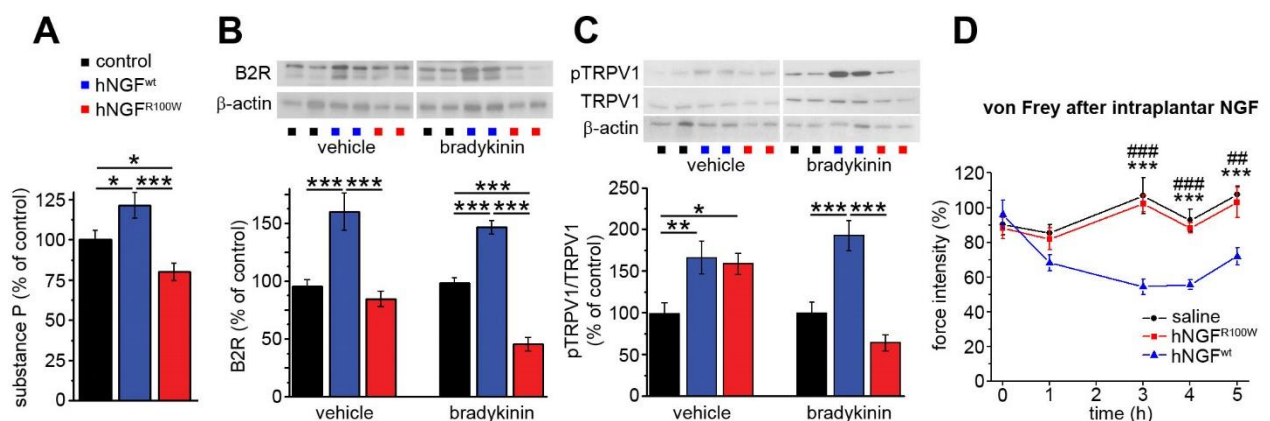 A
control
hNGFwt
hNGFR100W
* 
* ***
substance P (% of control)
125
100
75
50
25
0
B
B2R
β-actin
vehicle
bradykinin
*** ***
***
*** ***
B2R (% of control)
150
100
50
0
vehicle
bradykinin
C
pTRPV1
TRPV1
β-actin
vehicle
bradykinin
*
**
*** ***
pTRPV1/TRPV1
(% of control)
250
200
150
100
50
0
vehicle
bradykinin
D
von Frey after intraplantar NGF
###
***
###
***
##
***
force intensity (%)
140
120
100
80
60
40
20
0
saline
hNGFR100W
hNGFwt
0 1 2 3 4 5
time (h)